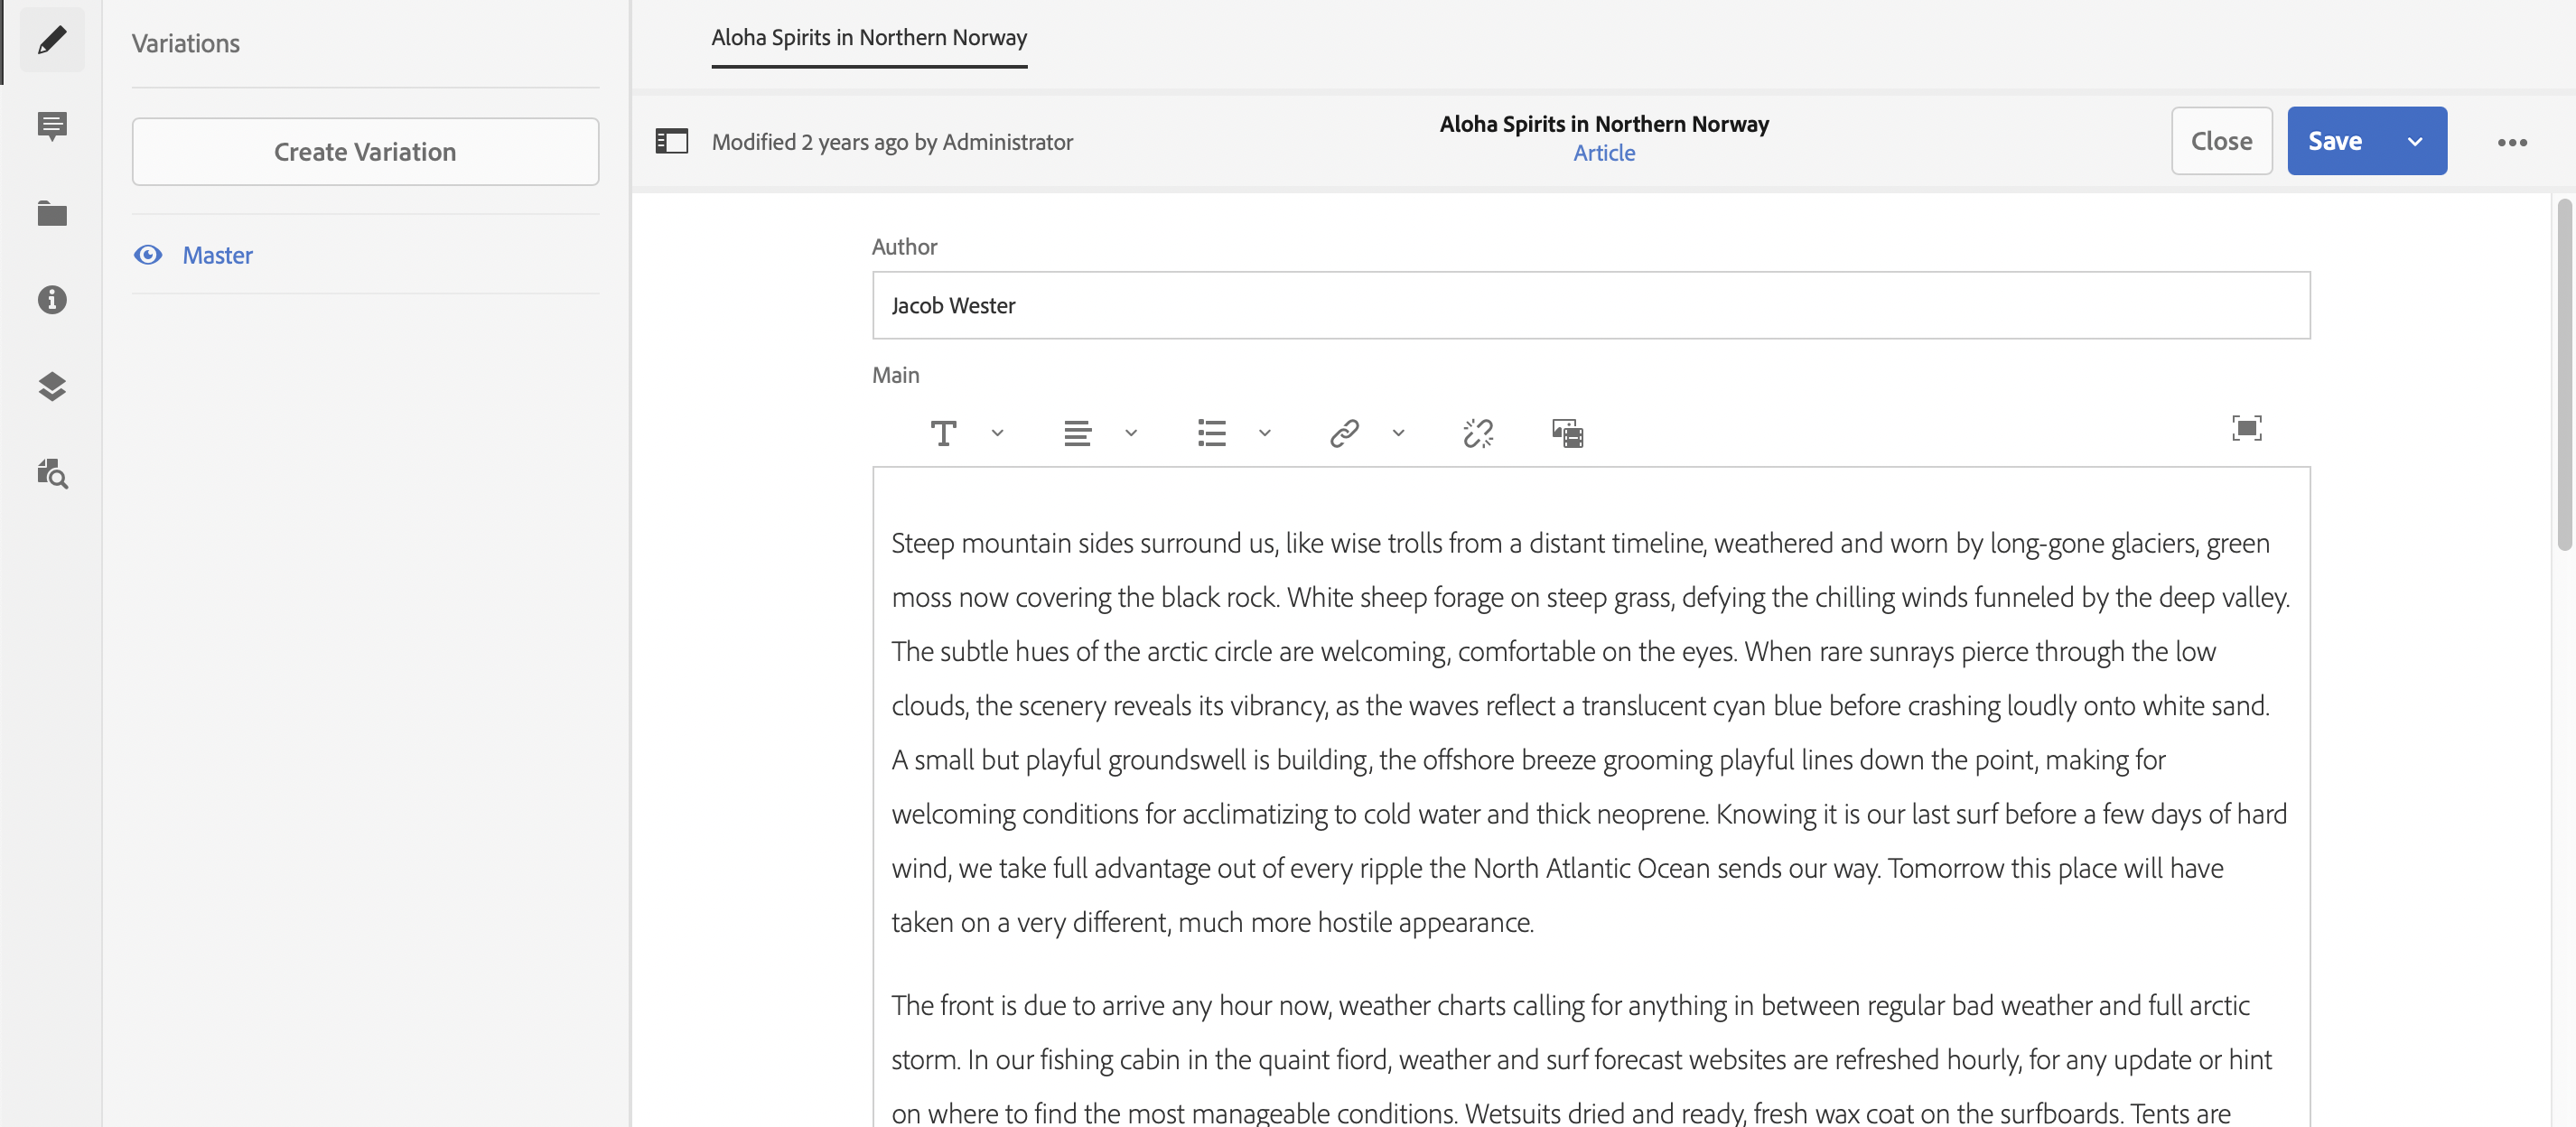 Variations
Create Variation
Master
Aloha Spirits in Northern Norway
Modified 2 years ago by Administrator
Aloha Spirits in Northern Norway
Article
Close
Save
Author
Jacob Wester
Main
Steep mountain sides surround us, like wise trolls from a distant timeline, weathered and worn by long-gone glaciers, green
moss now covering the black rock. White sheep forage on steep grass, defying the chilling winds funneled by the deep valley.
The subtle hues of the arctic circle are welcoming, comfortable on the eyes. When rare sunrays pierce through the low
clouds, the scenery reveals its vibrancy, as the waves reflect a translucent cyan blue before crashing loudly onto white sand.
A small but playful groundswell is building, the offshore breeze grooming playful lines down the point, making for
welcoming conditions for acclimatizing to cold water and thick neoprene. Knowing it is our last surf before a few days of hard
wind, we take full advantage out of every ripple the North Atlantic Ocean sends our way. Tomorrow this place will have
taken on a very different, much more hostile appearance.
The front is due to arrive any hour now, weather charts calling for anything in between regular bad weather and full arctic
storm. In our fishing cabin in the quaint fiord, weather and surf forecast websites are refreshed hourly, for any update or hint
on where to find the most manageable conditions. Wetsuits dried and ready, fresh wax coat on the surfboards. Tents are